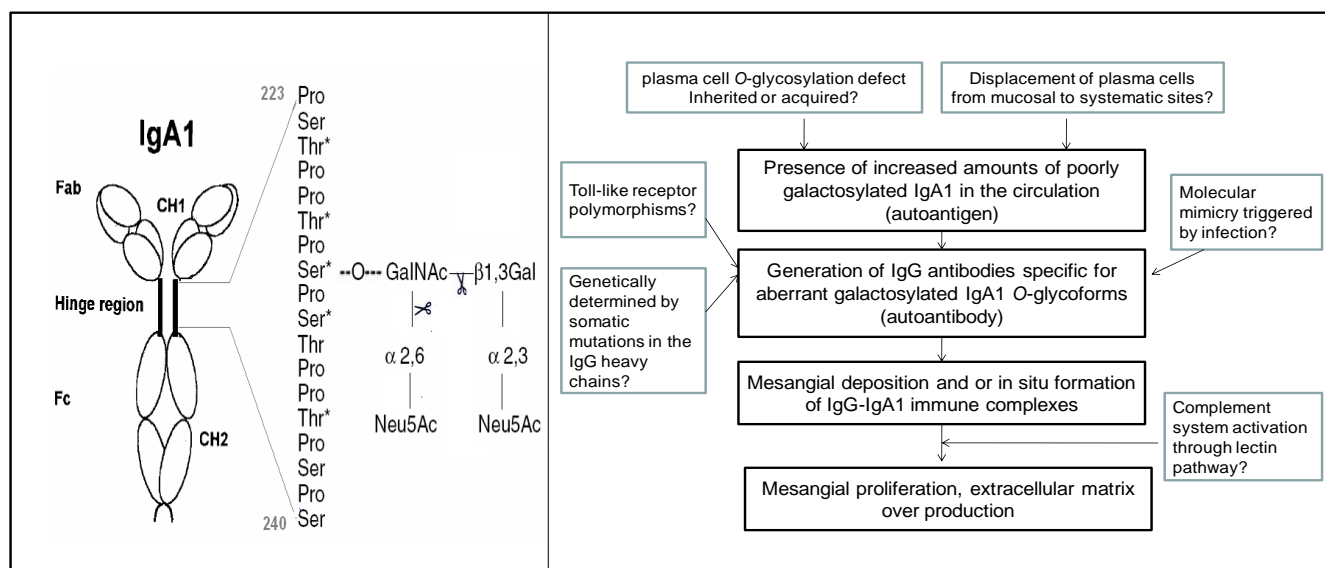 IgA1
Fab
CH1
Hinge region
Fc
CH2
223 Pro
Ser
Thr*
Pro
Pro
Thr*
Pro
Ser* --O--- GalNAc β1,3Gal
Pro
Ser*
Thr α 2,6 α 2,3
Pro
Pro
Thr* Neu5Ac Neu5Ac
Pro
Ser
Pro
240 Ser
plasma cell O-glycosylation defect
Inherited or acquired?
Displacement of plasma cells
from mucosal to systematic sites?
Presence of increased amounts of poorly
galactosylated IgA1 in the circulation
(autoantigen)
Toll-like receptor
polymorphisms?
Molecular
mimicry triggered
by infection?
Generation of IgG antibodies specific for
aberrant galactosylated IgA1 O-glycoforms
(autoantibody)
Genetically
determined by
somatic
mutations in the
IgG heavy
chains?
Mesangial deposition and or in situ formation
of IgG-IgA1 immune complexes
Complement
system activation
through lectin
pathway?
Mesangial proliferation, extracellular matrix
over production